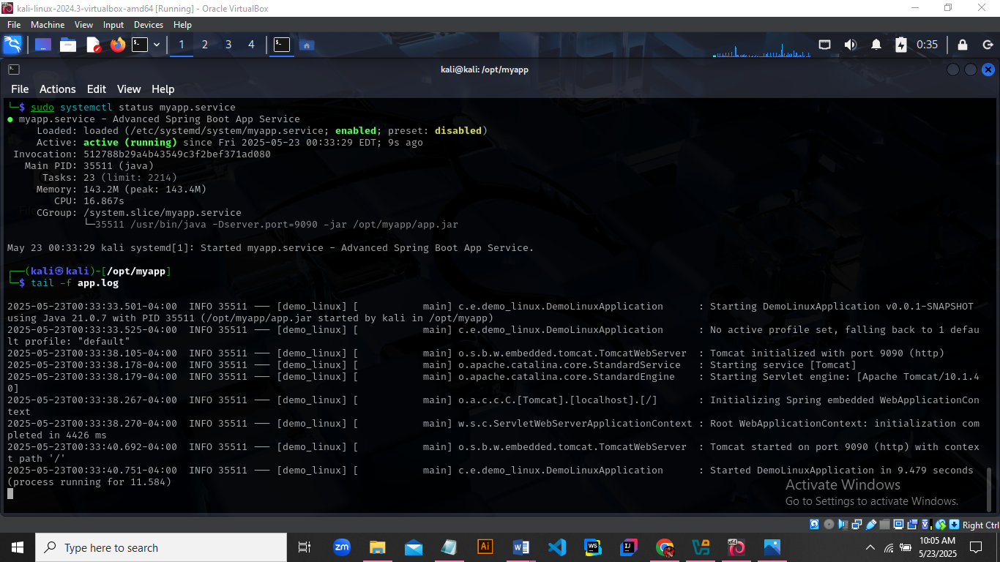 kali-linux-2024.3-virtualbox-amd64 [Running] - Oracle VirtualBox
File Machine View Input Devices Help
1 2 3 4 0:35
kali@kali: /opt/myapp
File Actions Edit View Help
└─$ sudo systemctl status myapp.service
● myapp.service - Advanced Spring Boot App Service
Loaded: loaded (/etc/systemd/system/myapp.service; enabled; preset: disabled)
Active: active (running) since Fri 2025-05-23 00:33:29 EDT; 9s ago
Invocation: 512788b29a4b43549c3f2bef371ad080
Main PID: 35511 (java)
Tasks: 23 (limit: 2214)
Memory: 143.2M (peak: 143.4M)
CPU: 16.867s
CGroup: /system.slice/myapp.service
└─35511 /usr/bin/java -Dserver.port=9090 -jar /opt/myapp/app.jar
May 23 00:33:29 kali systemd[1]: Started myapp.service - Advanced Spring Boot App Service.
┌──(kali㉿kali)-[/opt/myapp]
└─$ tail -f app.log
2025-05-23T00:33:33.501-04:00  INFO 35511 --- [demo_linux] [           main] c.e.demo_linux.DemoLinuxApplication      : Starting DemoLinuxApplication v0.0.1-SNAPSHOT
using Java 21.0.7 with PID 35511 (/opt/myapp/app.jar started by kali in /opt/myapp)
2025-05-23T00:33:33.525-04:00  INFO 35511 --- [demo_linux] [           main] c.e.demo_linux.DemoLinuxApplication      : No active profile set, falling back to 1 defau
lt profile: "default"
2025-05-23T00:33:38.105-04:00  INFO 35511 --- [demo_linux] [           main] o.s.b.w.embedded.tomcat.TomcatWebServer  : Tomcat initialized with port 9090 (http)
2025-05-23T00:33:38.178-04:00  INFO 35511 --- [demo_linux] [           main] o.apache.catalina.core.StandardService   : Starting service [Tomcat]
2025-05-23T00:33:38.179-04:00  INFO 35511 --- [demo_linux] [           main] o.apache.catalina.core.StandardEngine    : Starting Servlet engine: [Apache Tomcat/10.1.4
0]
2025-05-23T00:33:38.267-04:00  INFO 35511 --- [demo_linux] [           main] o.a.c.c.C.[Tomcat].[localhost].[/]       : Initializing Spring embedded WebApplicationCon
text
2025-05-23T00:33:38.270-04:00  INFO 35511 --- [demo_linux] [           main] w.s.c.ServletWebServerApplicationContext : Root WebApplicationContext: initialization com
pleted in 4426 ms
2025-05-23T00:33:40.692-04:00  INFO 35511 --- [demo_linux] [           main] o.s.b.w.embedded.tomcat.TomcatWebServer  : Tomcat started on port 9090 (http) with contex
t path '/'
2025-05-23T00:33:40.751-04:00  INFO 35511 --- [demo_linux] [           main] c.e.demo_linux.DemoLinuxApplication      : Started DemoLinuxApplication in 9.479 seconds
(process running for 11.584)
Activate Windows
Go to Settings to activate Windows.
Right Ctrl
Type here to search
zm
Ai
W
WS
IJ
x64
10:05 AM
5/23/2025